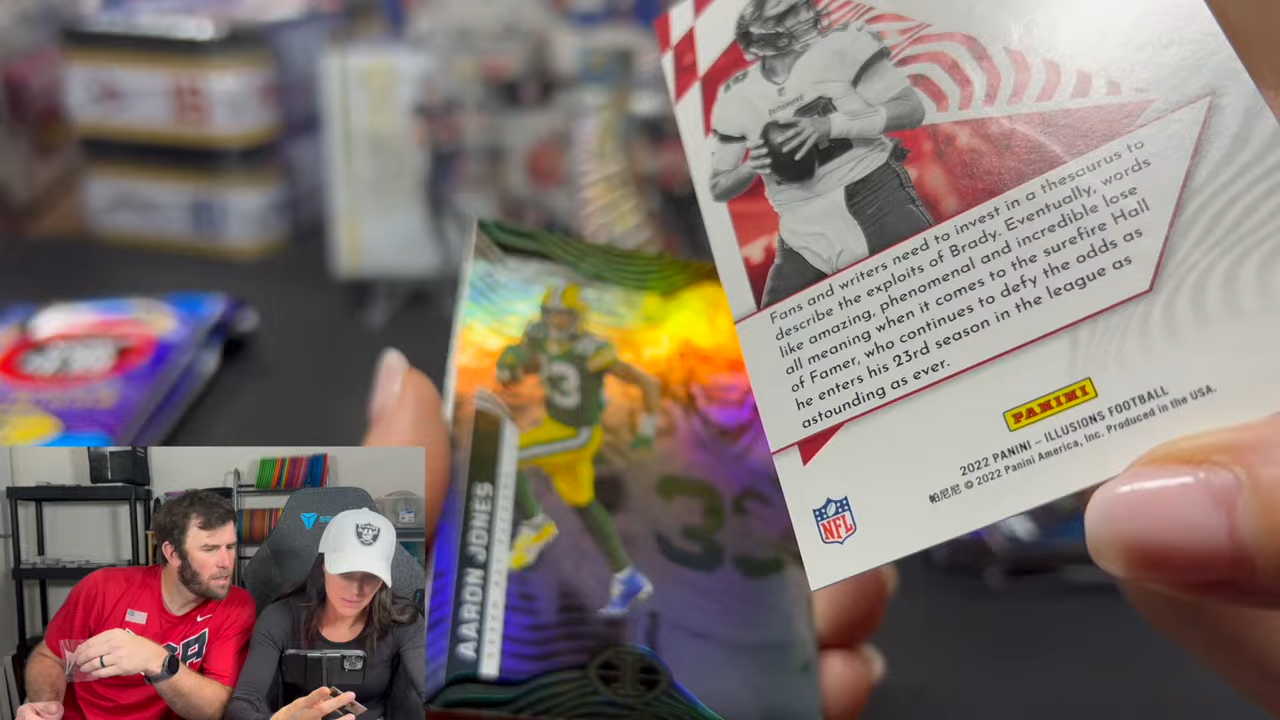 Fans and writers need to invest in a thesaurus to
describe the exploits of Brady. Eventually, words
like amazing, phenomenal and incredible lose
all meaning when it comes to the surefire Hall
of Famer, who continues to defy the odds as
he enters his 23rd season in the league as
astounding as ever.
PANINI
2022 PANINI – ILLUSIONS FOOTBALL
帕尼尼 © 2022 Panini America, Inc. Produced in the USA.
NFL
AARON JONES
33